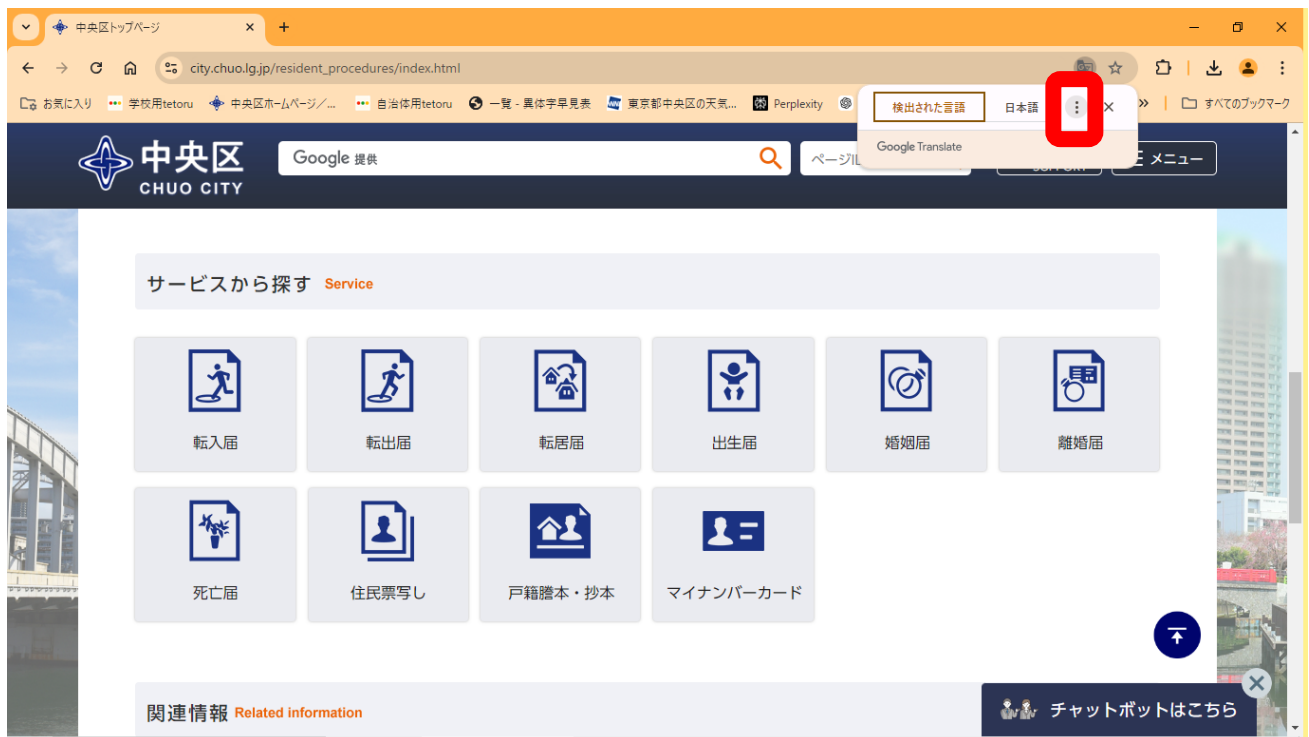 中央区トップページ
city.chuo.lg.jp/resident_procedures/index.html
お気に入り 学校用tetoru 中央区ホームページ／... 自治体用tetoru 一覧 - 異体字早見表 東京都中央区の天気... Perplexity » すべてのブックマーク
検出された言語 日本語
Google Translate
中央区
CHUO CITY
Google 提供
メニュー
サービスから探す Service
転入届 転出届 転居届 出生届 婚姻届 離婚届
死亡届 住民票写し 戸籍謄本・抄本 マイナンバーカード
関連情報 Related information
チャットボットはこちら